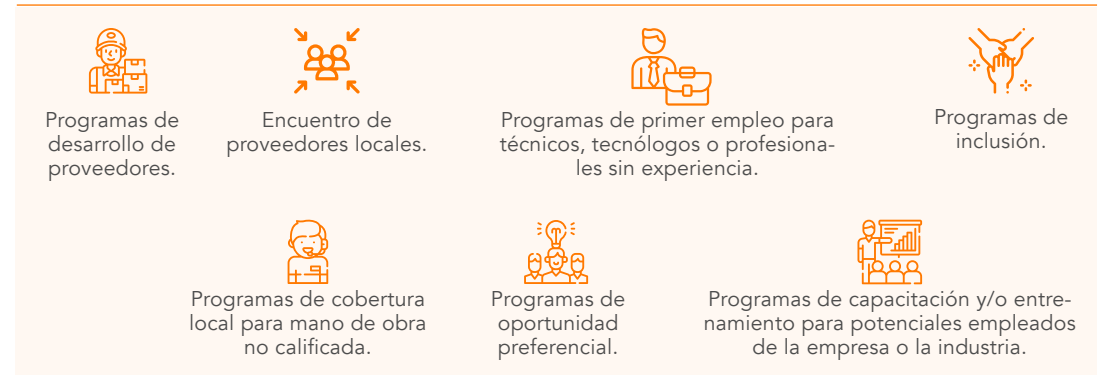 Programas de
desarrollo de
proveedores.
Encuentro de
proveedores locales.
Programas de primer empleo para
técnicos, tecnólogos o profesiona-
les sin experiencia.
Programas de
inclusión.
Programas de cobertura
local para mano de obra
no calificada.
Programas de
oportunidad
preferencial.
Programas de capacitación y/o entre-
namiento para potenciales empleados
de la empresa o la industria.